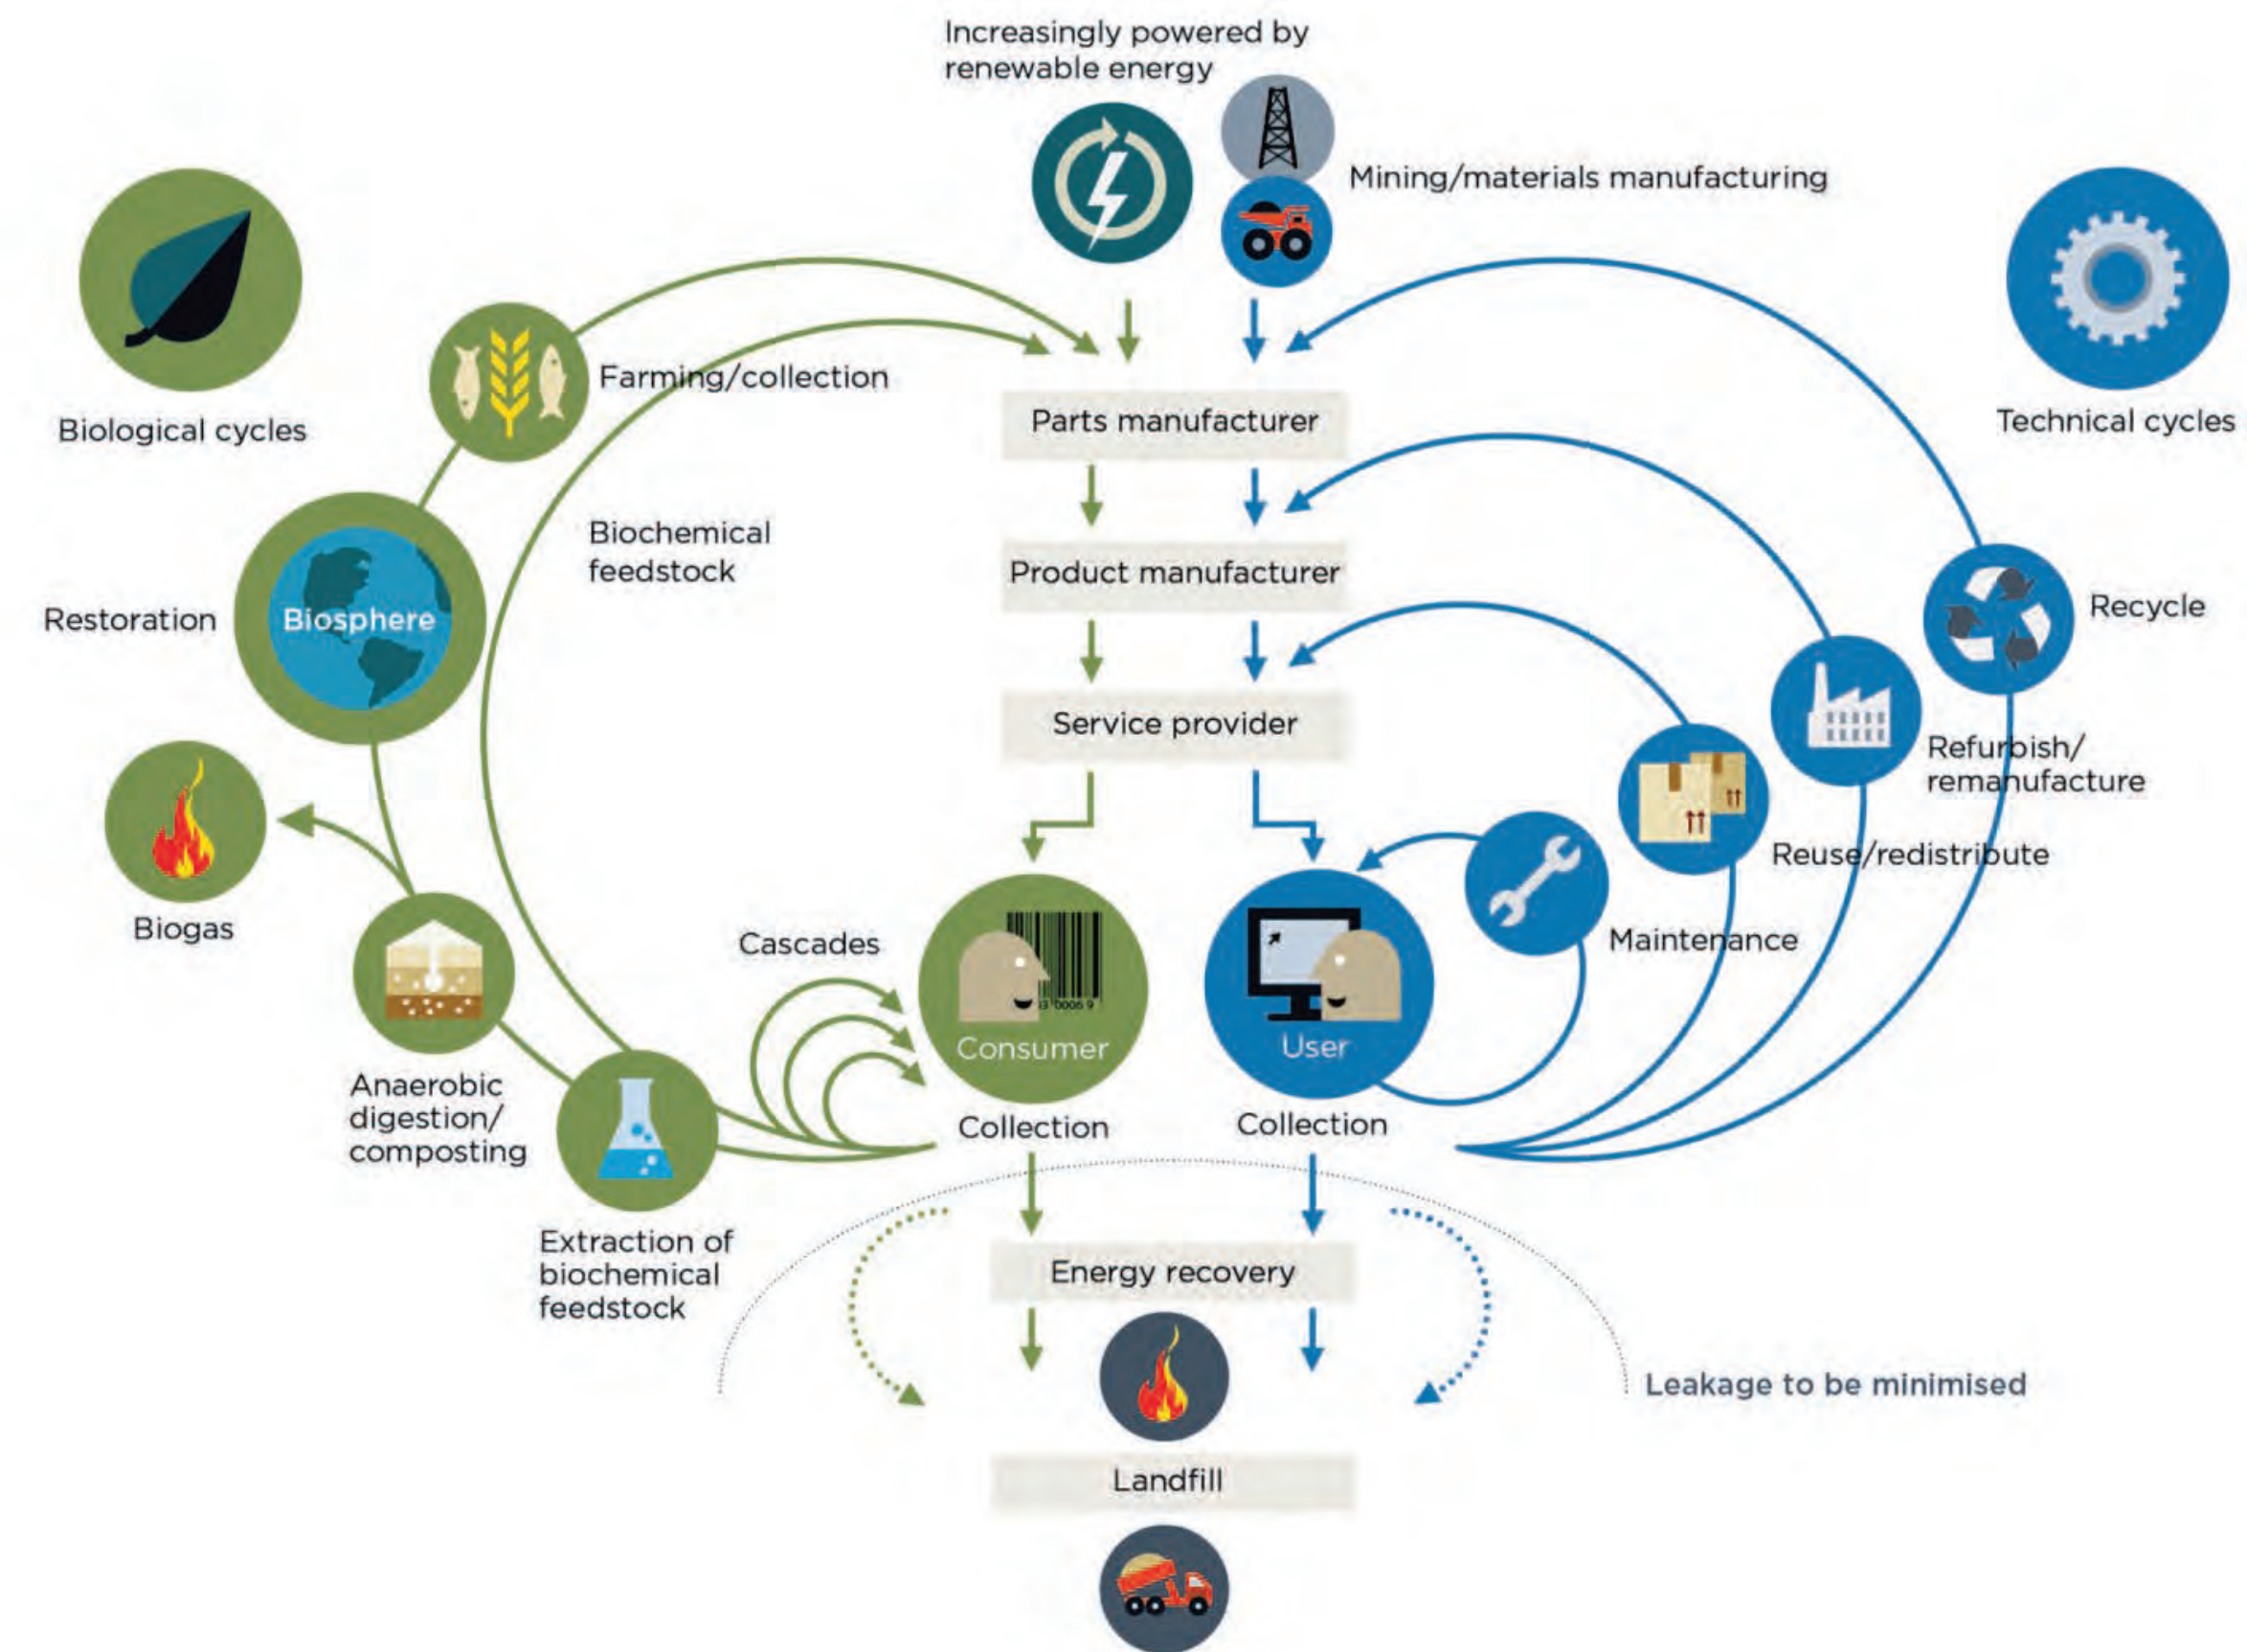 Increasingly powered by
renewable energy
Mining/materials manufacturing
Biological cycles
Technical cycles
Farming/collection
Parts manufacturer
Biochemical
feedstock
Product manufacturer
Restoration
Biosphere
Recycle
Service provider
Refurbish/
remanufacture
Biogas
Reuse/redistribute
Cascades
Maintenance
Consumer
User
Anaerobic
digestion/
composting
Collection
Collection
Extraction of
biochemical
feedstock
Energy recovery
Leakage to be minimised
Landfill